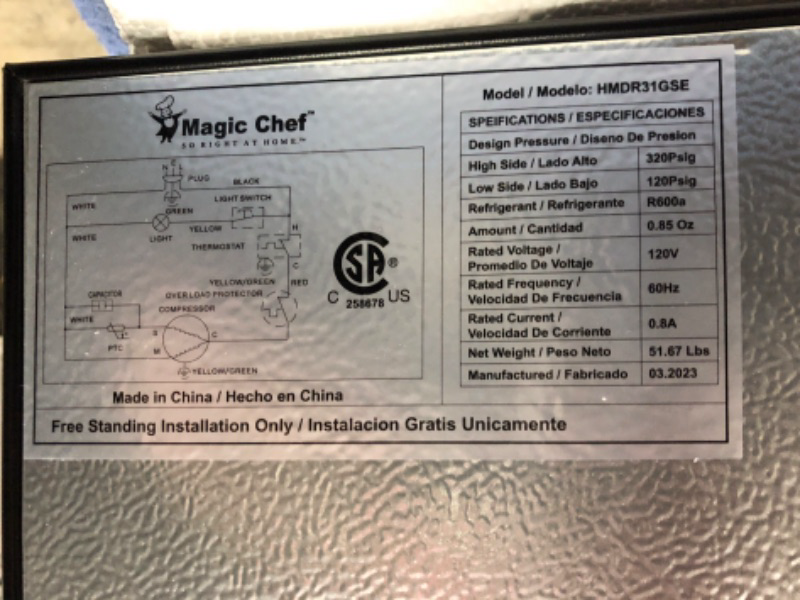 Magic Chef™
SO RIGHT AT HOME.™
N E L
PLUG
BLACK
WHITE
LIGHT SWITCH
GREEN
YELLOW
WHITE
LIGHT
H
THERMOSTAT
C
YELLOW/GREEN
RED
CAPACITOR
OVER LOAD PROTECTOR
COMPRESSOR
WHITE
S
C
PTC
M
YELLOW/GREEN
CSA®
C 258678 US
Made in China / Hecho en China
Model / Modelo: HMDR31GSE
SPEIFICATIONS / ESPECIFICACIONES
Design Pressure / Diseno De Presion
High Side / Lado Alto 320Psig
Low Side / Lado Bajo 120Psig
Refrigerant / Refrigerante R600a
Amount / Cantidad 0.85 Oz
Rated Voltage /
Promedio De Voltaje 120V
Rated Frequency /
Velocidad De Frecuencia 60Hz
Rated Current /
Velocidad De Corriente 0.8A
Net Weight / Peso Neto 51.67 Lbs
Manufactured / Fabricado 03.2023
Free Standing Installation Only / Instalacion Gratis Unicamente